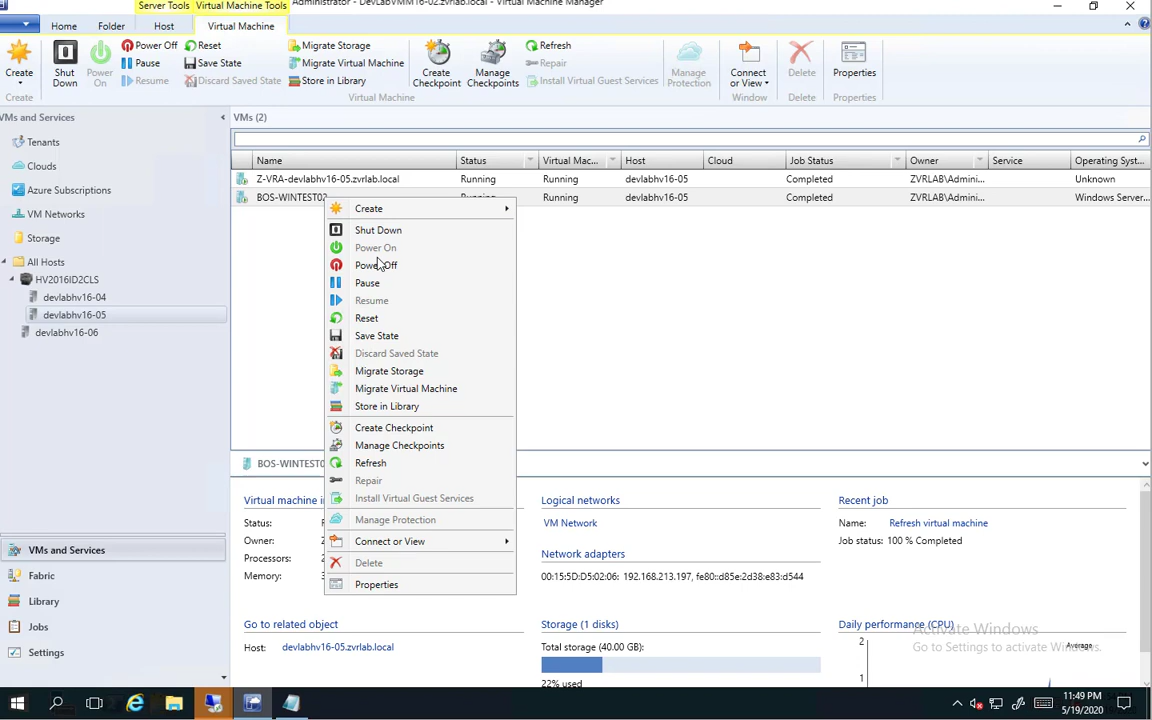 Server Tools Virtual Machine Tools Administrator - DevLabVMM16-02.zvrlab.local - Virtual Machine Manager
Home Folder Host Virtual Machine
Create
Shut Down
Power On
Power Off
Pause
Resume
Reset
Save State
Discard Saved State
Migrate Storage
Migrate Virtual Machine
Store in Library
Create Checkpoint
Manage Checkpoints
Refresh
Repair
Install Virtual Guest Services
Manage Protection
Connect or View
Delete
Properties
Create Virtual Machine Window Delete Properties
VMs and Services
Tenants
Clouds
Azure Subscriptions
VM Networks
Storage
All Hosts
HV2016ID2CLS
devlabhv16-04
devlabhv16-05
devlabhv16-06
VMs and Services
Fabric
Library
Jobs
Settings
VMs (2)
Name Status Virtual Mac... Host Cloud Job Status Owner Service Operating Syst...
Z-VRA-devlabhv16-05.zvrlab.local Running Running devlabhv16-05 Completed ZVRLAB\Admini... Unknown
BOS-WINTEST02 Running Running devlabhv16-05 Completed ZVRLAB\Admini... Windows Server...
Create
Shut Down
Power On
Power Off
Pause
Resume
Reset
Save State
Discard Saved State
Migrate Storage
Migrate Virtual Machine
Store in Library
Create Checkpoint
Manage Checkpoints
Refresh
Repair
Install Virtual Guest Services
Manage Protection
Connect or View
Delete
Properties
BOS-WINTEST0
Virtual machine i
Status:
Owner:
Processors:
Memory:
Logical networks
VM Network
Network adapters
00:15:5D:D5:02:06: 192.168.213.197, fe80::d85e:2d38:e83:d544
Recent job
Name: Refresh virtual machine
Job status: 100 % Completed
Go to related object
Host: devlabhv16-05.zvrlab.local
Storage (1 disks)
Total storage (40.00 GB):
22% used
Daily performance (CPU)
2
Average
1
Activate Windows
Go to Settings to activate Windows.
11:49 PM
5/19/2020